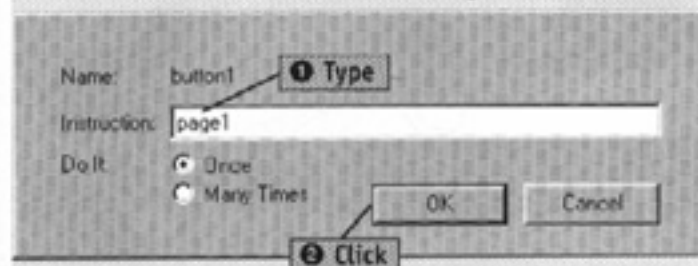 Name: button1 ❶ Type
Instruction: page1
Do It Once
Many Times
OK Cancel
❷ Click